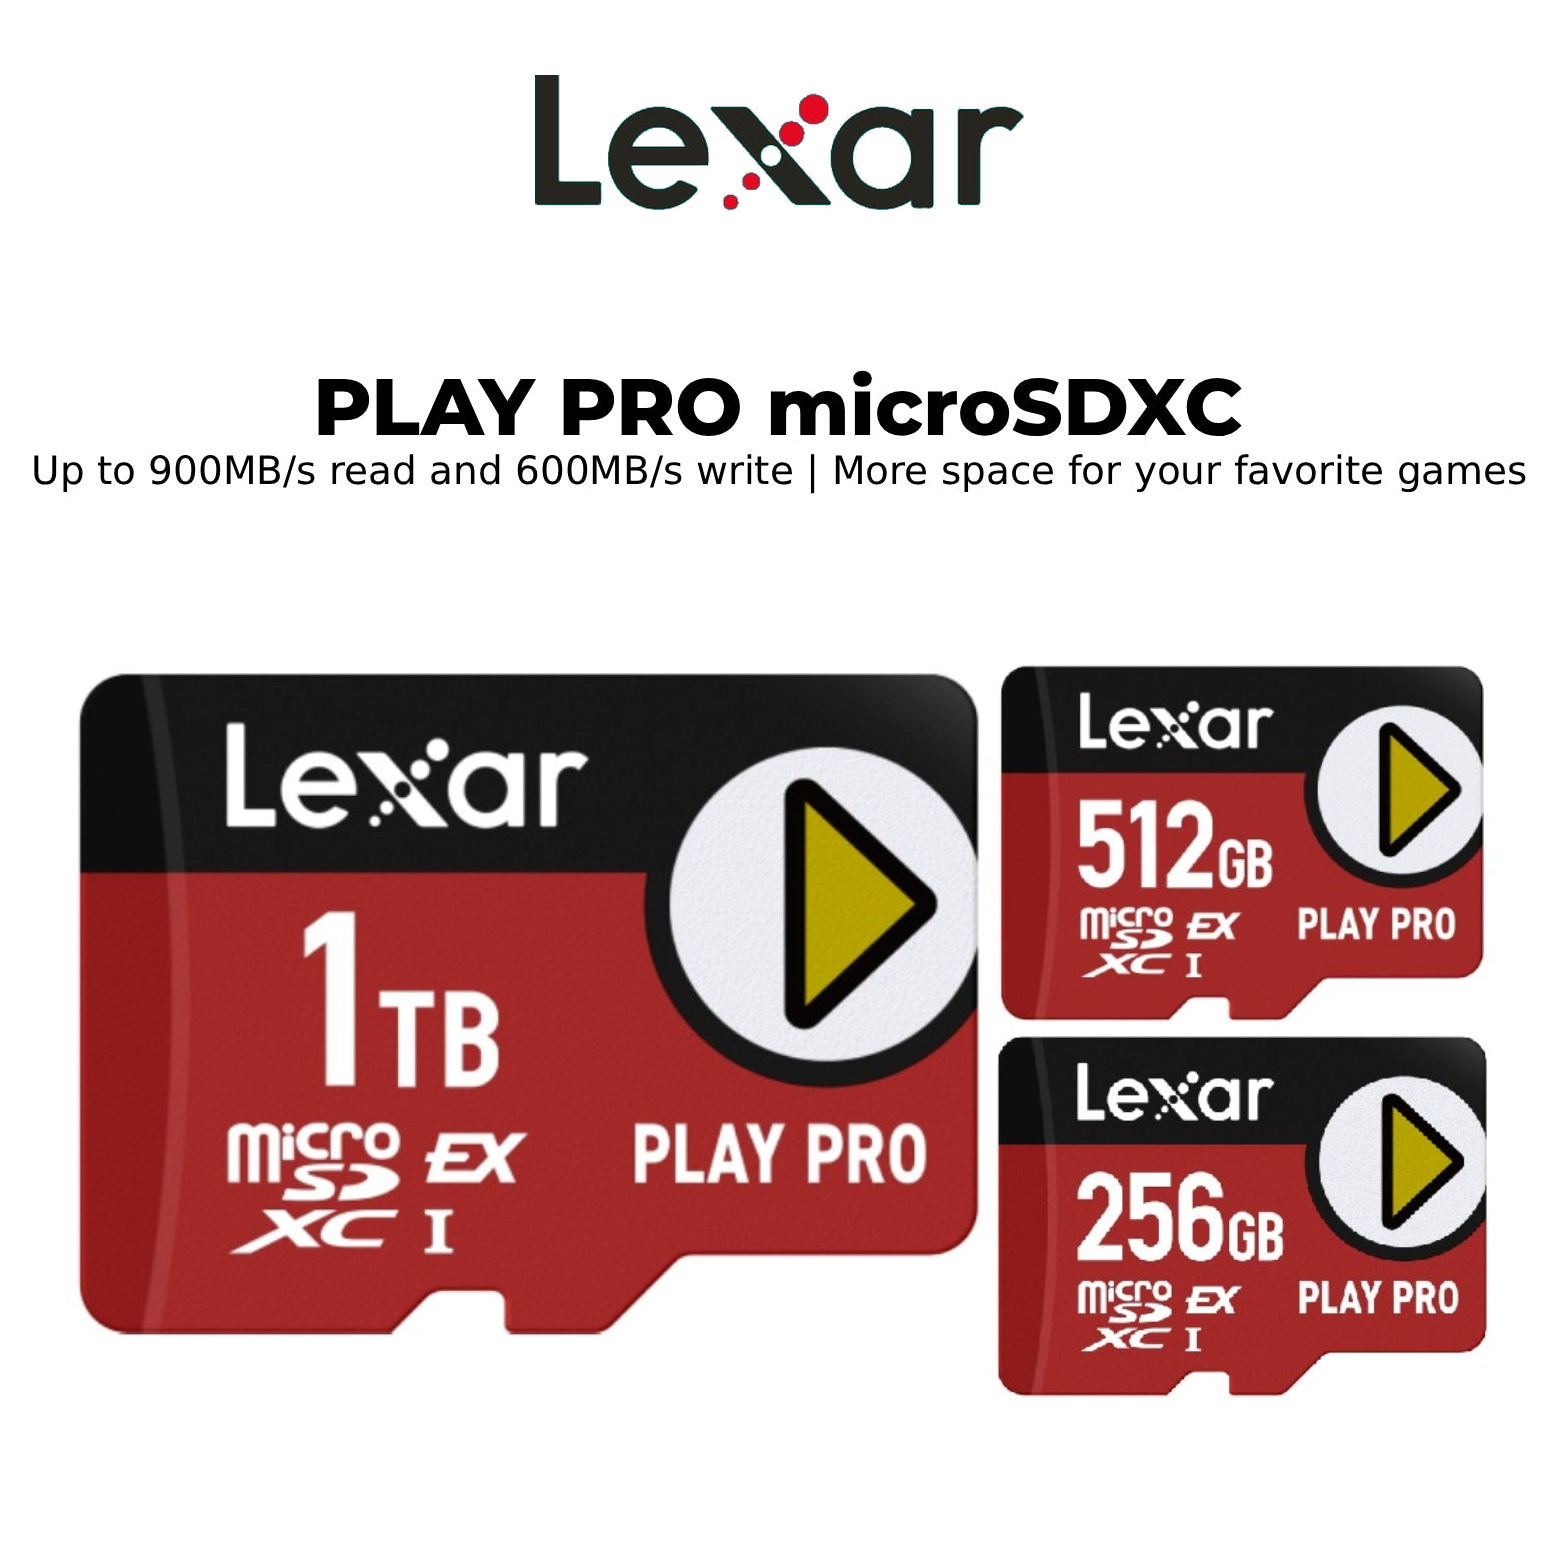 Lexar
PLAY PRO microSDXC
Up to 900MB/s read and 600MB/s write | More space for your favorite games
Lexar
1TB
micro SD XC EX I
PLAY PRO
Lexar
512GB
micro SD XC EX I
PLAY PRO
Lexar
256GB
micro SD XC EX I
PLAY PRO